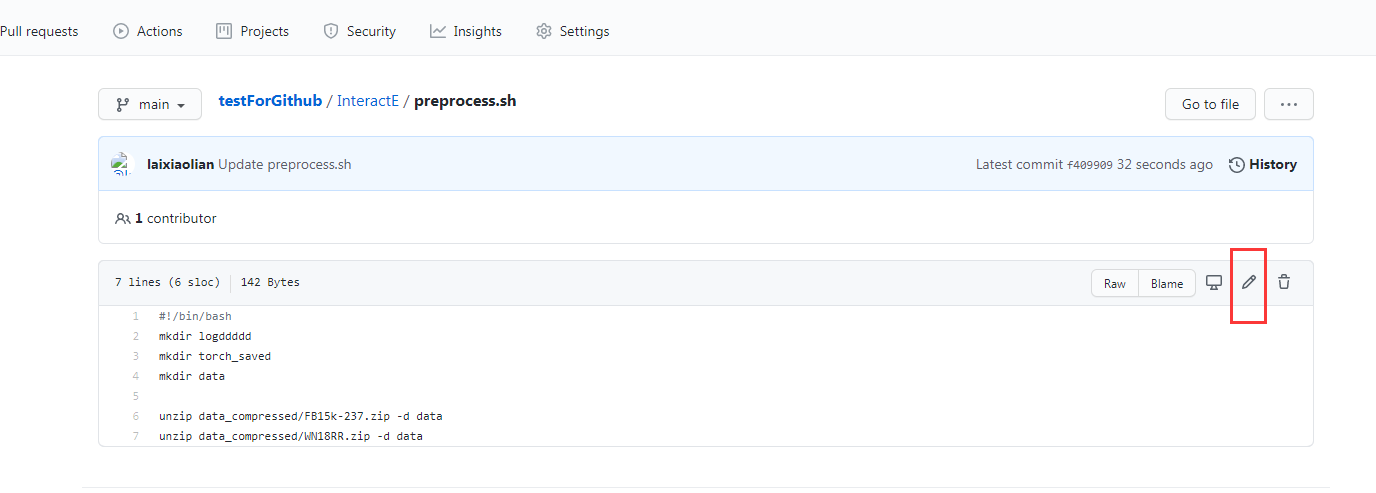 Pull requests Actions Projects Security Insights Settings
main testForGithub / InteractE / preprocess.sh Go to file ...
laixiaolian Update preprocess.sh Latest commit f409909 32 seconds ago History
1 contributor
7 lines (6 sloc) 142 Bytes Raw Blame
1 #!/bin/bash
2 mkdir logddddd
3 mkdir torch_saved
4 mkdir data
5
6 unzip data_compressed/FB15k-237.zip -d data
7 unzip data_compressed/WN18RR.zip -d data